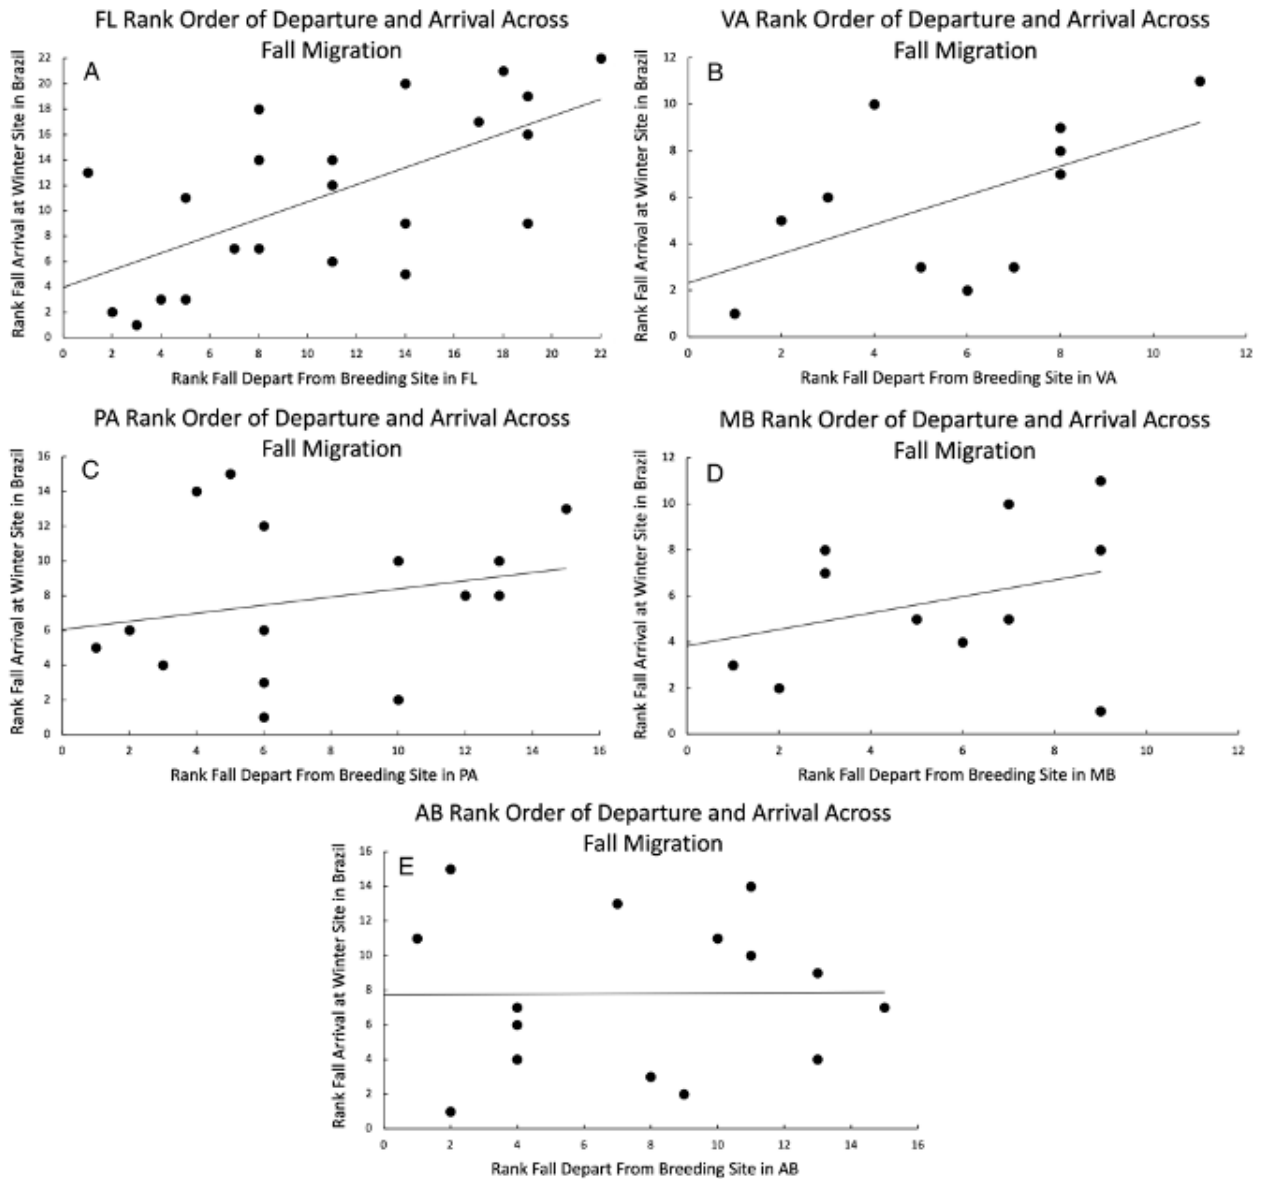 FL Rank Order of Departure and Arrival Across
Fall Migration
A
Rank Fall Arrival at Winter Site in Brazil
22
20
18
16
14
12
10
8
6
4
2
0
0 2 4 6 8 10 12 14 16 18 20 22
Rank Fall Depart From Breeding Site in FL
VA Rank Order of Departure and Arrival Across
Fall Migration
B
Rank Fall Arrival at Winter Site in Brazil
12
10
8
6
4
2
0
0 2 4 6 8 10 12
Rank Fall Depart From Breeding Site in VA
PA Rank Order of Departure and Arrival Across
Fall Migration
C
Rank Fall Arrival at Winter Site in Brazil
16
14
12
10
8
6
4
2
0
0 2 4 6 8 10 12 14 16
Rank Fall Depart From Breeding Site in PA
MB Rank Order of Departure and Arrival Across
Fall Migration
D
Rank Fall Arrival at Winter Site in Brazil
12
10
8
6
4
2
0
0 2 4 6 8 10 12
Rank Fall Depart From Breeding Site in MB
AB Rank Order of Departure and Arrival Across
Fall Migration
E
Rank Fall Arrival at Winter Site in Brazil
16
14
12
10
8
6
4
2
0
0 2 4 6 8 10 12 14 16
Rank Fall Depart From Breeding Site in AB